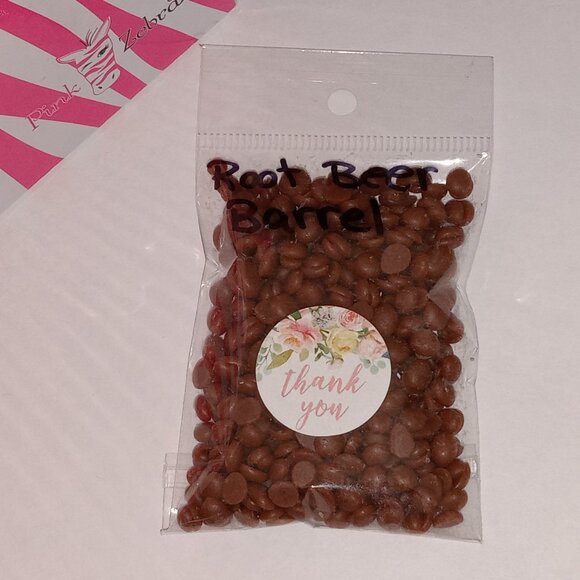 Pink Zebra
Root Beer
Barrel
thank
you